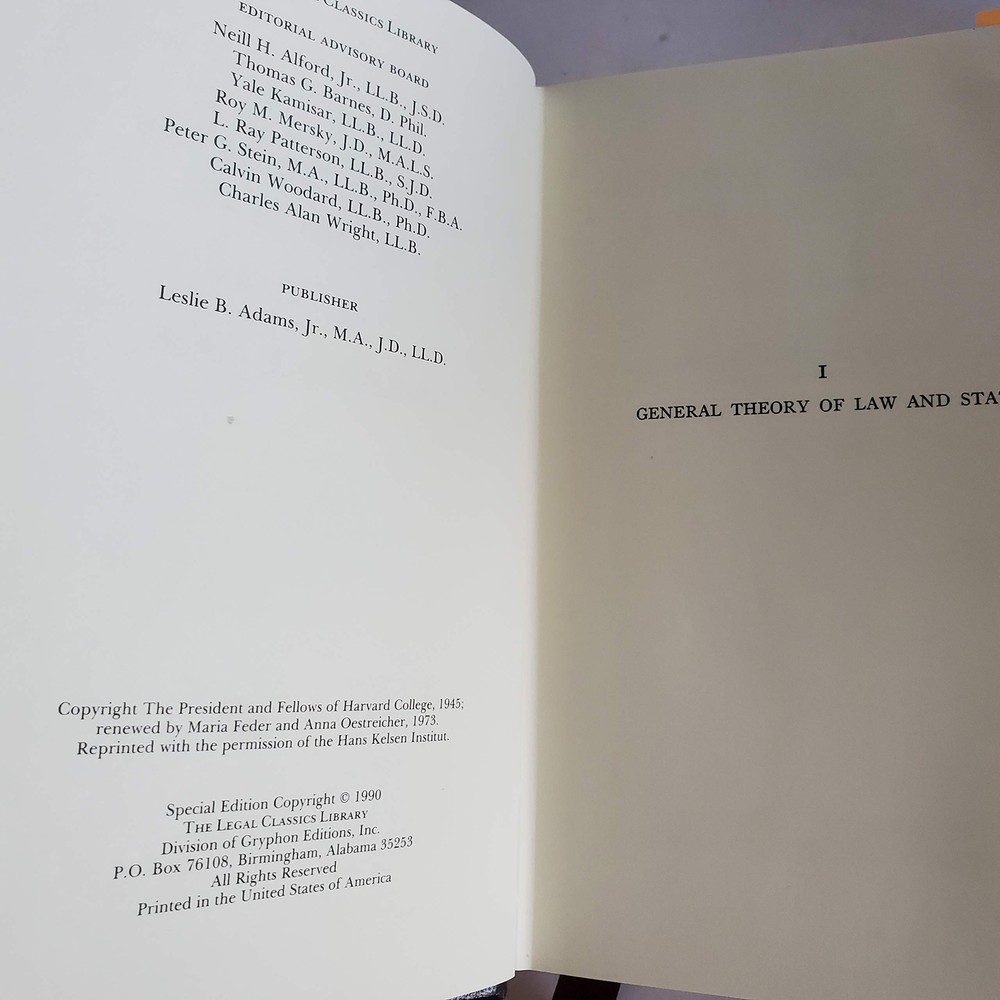 CLASSICS LIBRARY
EDITORIAL ADVISORY BOARD
Neill H. Alford, Jr., LL.B., J.S.D.
Thomas G. Barnes, D. Phil.
Yale Kamisar, LL.B., LL.D.
Roy M. Mersky, J.D., M.A.L.S.
L. Ray Patterson, LL.B., S.J.D.
Peter G. Stein, M.A., LL.B., Ph.D., F.B.A.
Calvin Woodard, LL.B., Ph.D.
Charles Alan Wright, LL.B.
PUBLISHER
Leslie B. Adams, Jr., M.A., J.D., LL.D.
Copyright The President and Fellows of Harvard College, 1945;
renewed by Maria Feder and Anna Oestreicher, 1973.
Reprinted with the permission of the Hans Kelsen Institut.
Special Edition Copyright © 1990
THE LEGAL CLASSICS LIBRARY
Division of Gryphon Editions, Inc.
P.O. Box 76108, Birmingham, Alabama 35253
All Rights Reserved
Printed in the United States of America
I
GENERAL THEORY OF LAW AND STA